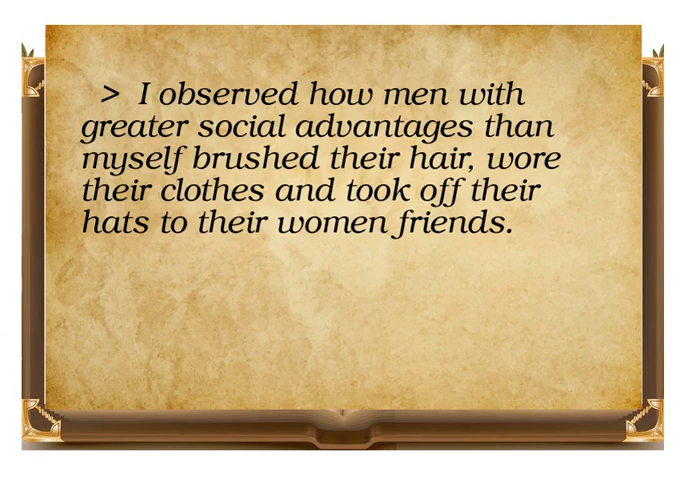 > I observed how men with
greater social advantages than
myself brushed their hair, wore
their clothes and took off their
hats to their women friends.